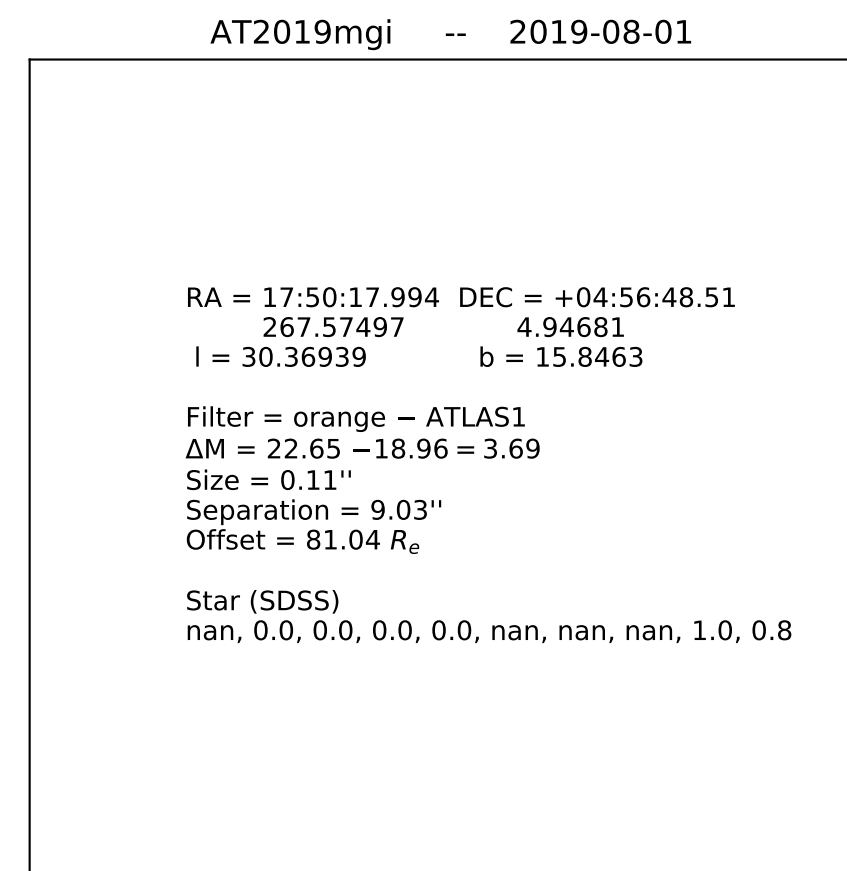 AT2019mgi -- 2019-08-01
RA = 17:50:17.994 DEC = +04:56:48.51
267.57497 4.94681
l = 30.36939 b = 15.8463
Filter = orange − ATLAS1
ΔM = 22.65 −18.96 = 3.69
Size = 0.11''
Separation = 9.03''
Offset = 81.04 Rₑ
Star (SDSS)
nan, 0.0, 0.0, 0.0, 0.0, nan, nan, nan, 1.0, 0.8